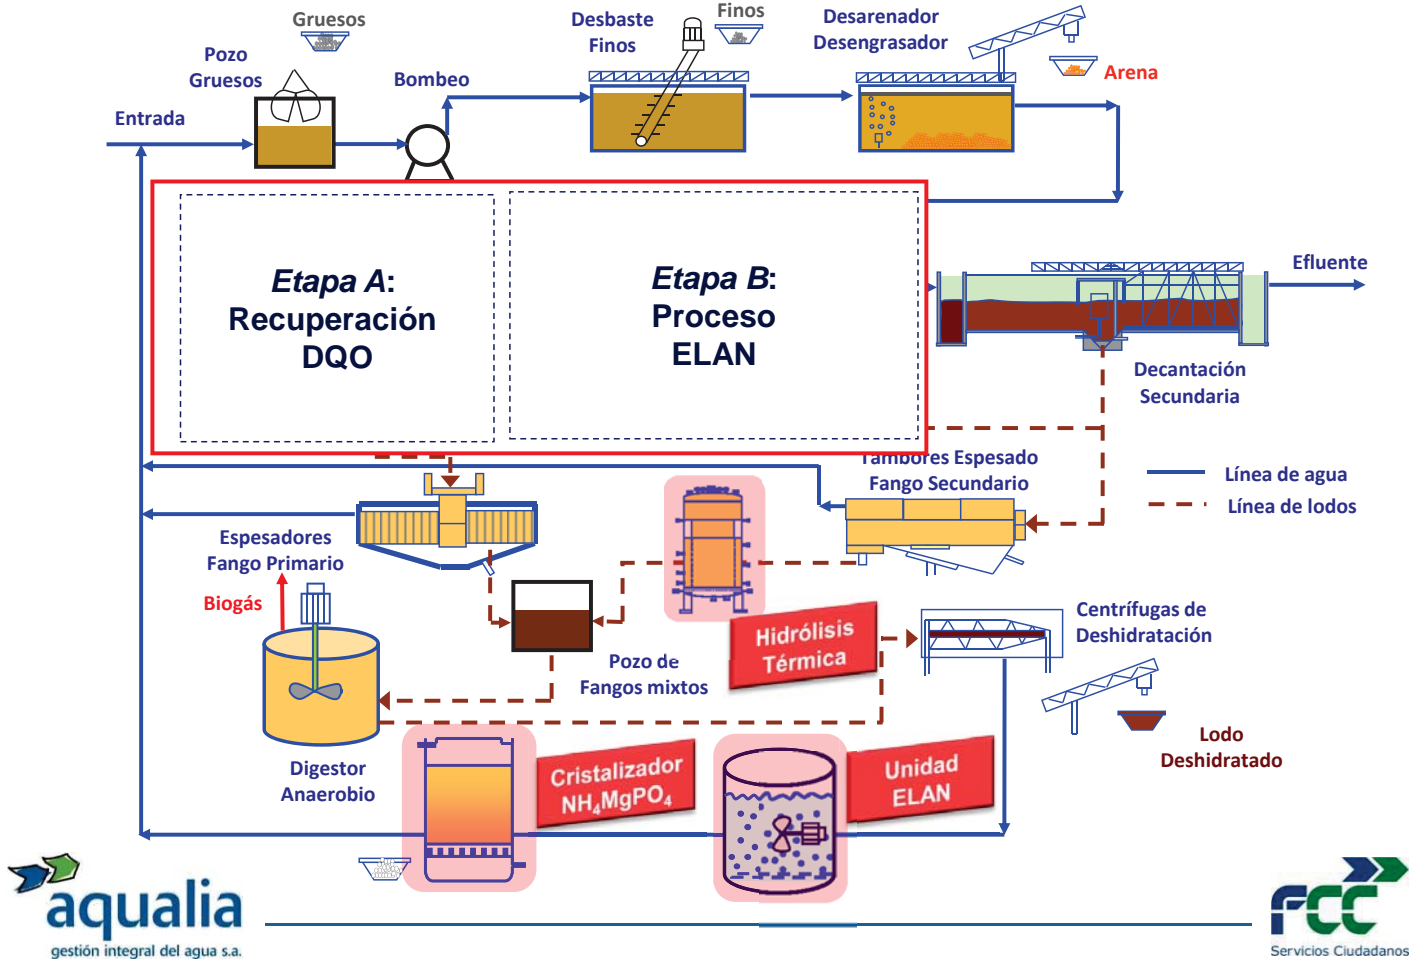 Gruesos
Pozo
Gruesos
Entrada
Bombeo
Desbaste
Finos
Finos
Desarenador
Desengrasador
Arena
Etapa A:
Recuperación
DQO
Etapa B:
Proceso
ELAN
Efluente
Decantación
Secundaria
Tambores Espesado
Fango Secundario
Línea de agua
Línea de lodos
Espesadores
Fango Primario
Biogás
Hidrólisis
Térmica
Centrífugas de
Deshidratación
Pozo de
Fangos mixtos
Lodo
Deshidratado
Digestor
Anaerobio
Cristalizador
NH₄MgPO₄
Unidad
ELAN
aqualia
gestión integral del agua s.a.
FCC
Servicios Ciudadanos